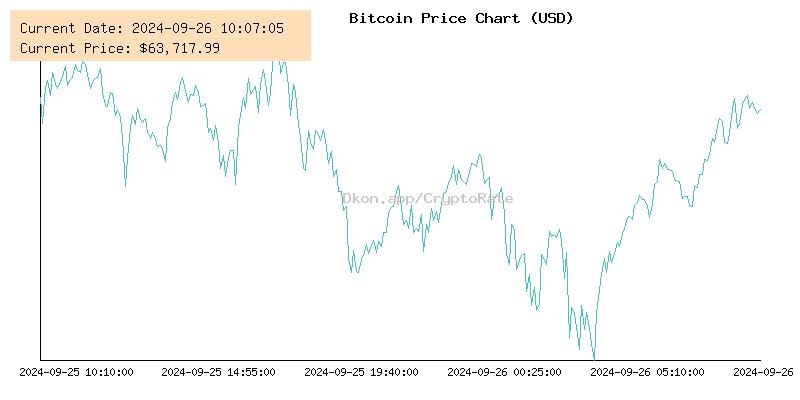 Bitcoin Price Chart (USD)
Current Date: 2024-09-26 10:07:05
Current Price: $63,717.99
Dkon.app/CryptoRate
2024-09-25 10:10:00 2024-09-25 14:55:00 2024-09-25 19:40:00 2024-09-26 00:25:00 2024-09-26 05:10:00 2024-09-26